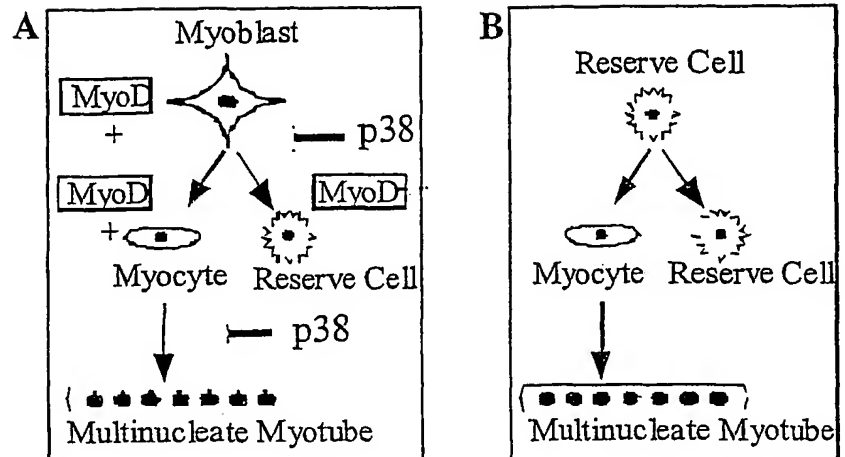 A
Myoblast
MyoD
+
p38
MyoD
+
MyoD-
Myocyte
Reserve Cell
p38
Multinucleate Myotube
B
Reserve Cell
Myocyte
Reserve Cell
Multinucleate Myotube